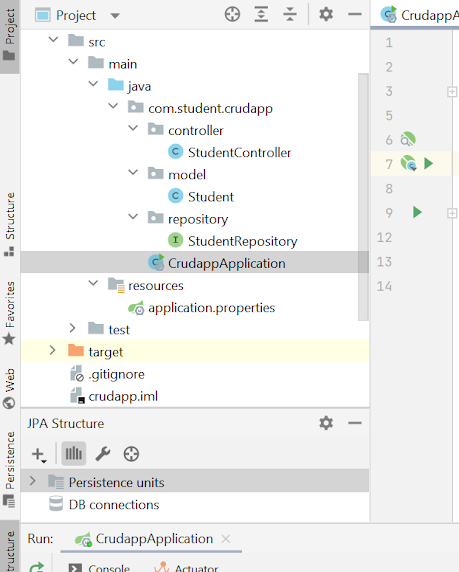 Project
Structure
Favorites
Web
Persistence
Project
src
main
java
com.student.crudapp
controller
C StudentController
model
C Student
repository
I StudentRepository
C CrudappApplication
resources
application.properties
test
target
.gitignore
crudapp.iml
JPA Structure
Persistence units
DB connections
C CrudappA
1
2
3
5
6
7
8
9
12
13
14
Run: CrudappApplication
Console Actuator